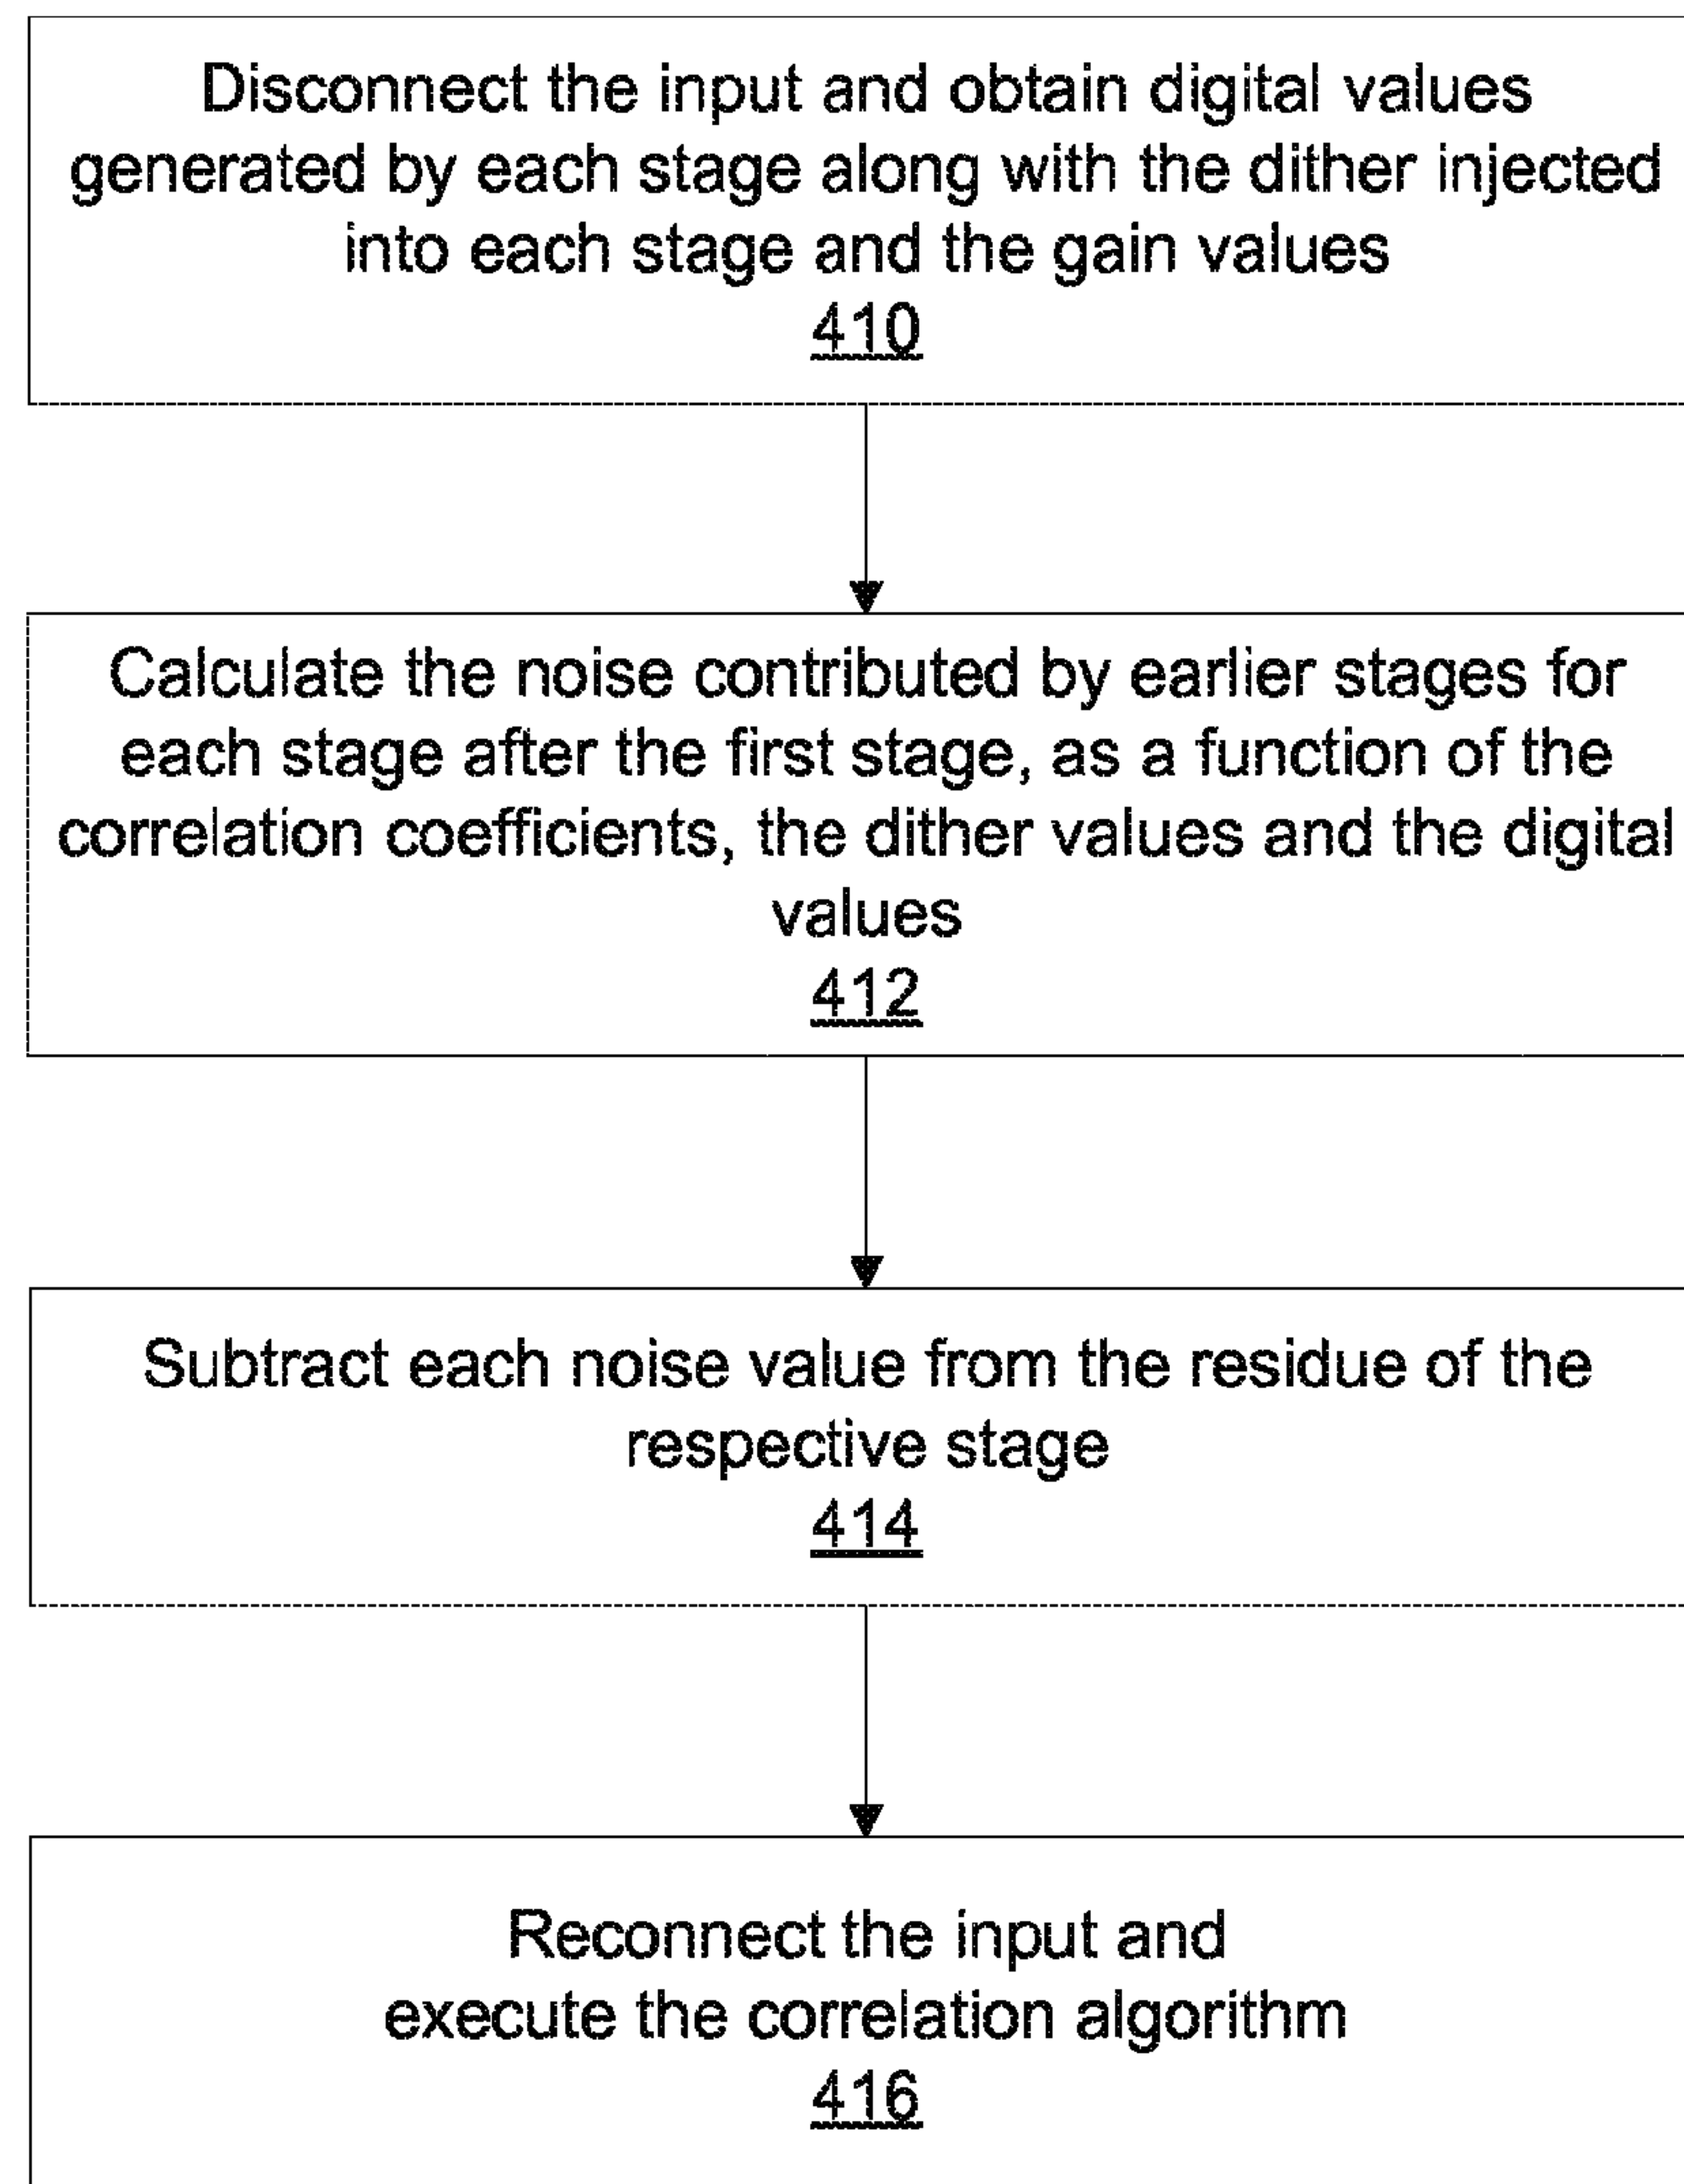 Disconnect the input and obtain digital values
generated by each stage along with the dither injected
into each stage and the gain values
410
Calculate the noise contributed by earlier stages for
each stage after the first stage, as a function of the
correlation coefficients, the dither values and the digital
values
412
Subtract each noise value from the residue of the
respective stage
414
Reconnect the input and
execute the correlation algorithm
416